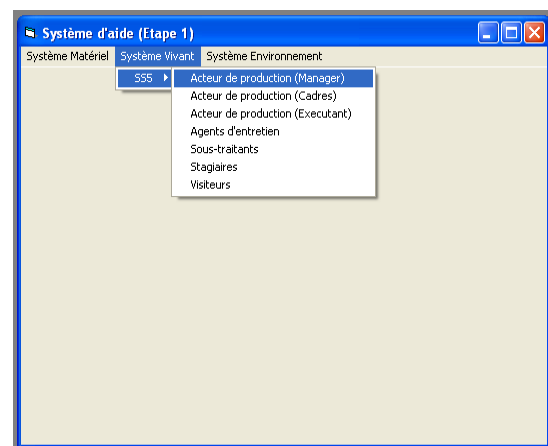 Système d'aide (Etape 1)
Système Matériel Système Vivant Système Environnement
SS5 Acteur de production (Manager)
Acteur de production (Cadres)
Acteur de production (Executant)
Agents d'entretien
Sous-traitants
Stagiaires
Visiteurs